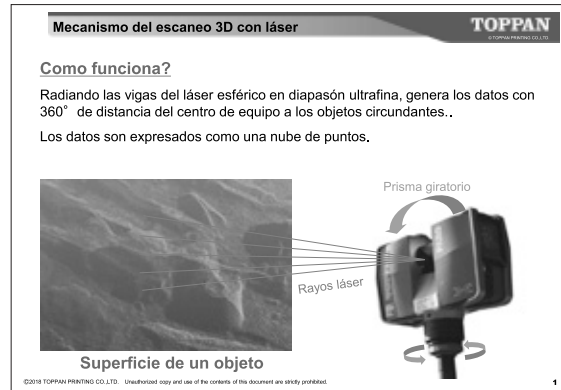 Mecanismo del escaneo 3D con láser
TOPPAN
© TOPPAN PRINTING CO.,LTD.
Como funciona?
Radiando las vigas del láser esférico en diapasón ultrafina, genera los datos con
360° de distancia del centro de equipo a los objetos circundantes..
Los datos son expresados como una nube de puntos.
Prisma giratorio
Rayos láser
Superficie de un objeto
©2018 TOPPAN PRINTING CO.,LTD. Unauthorized copy and use of the contents of this document are strictly prohibited.
1